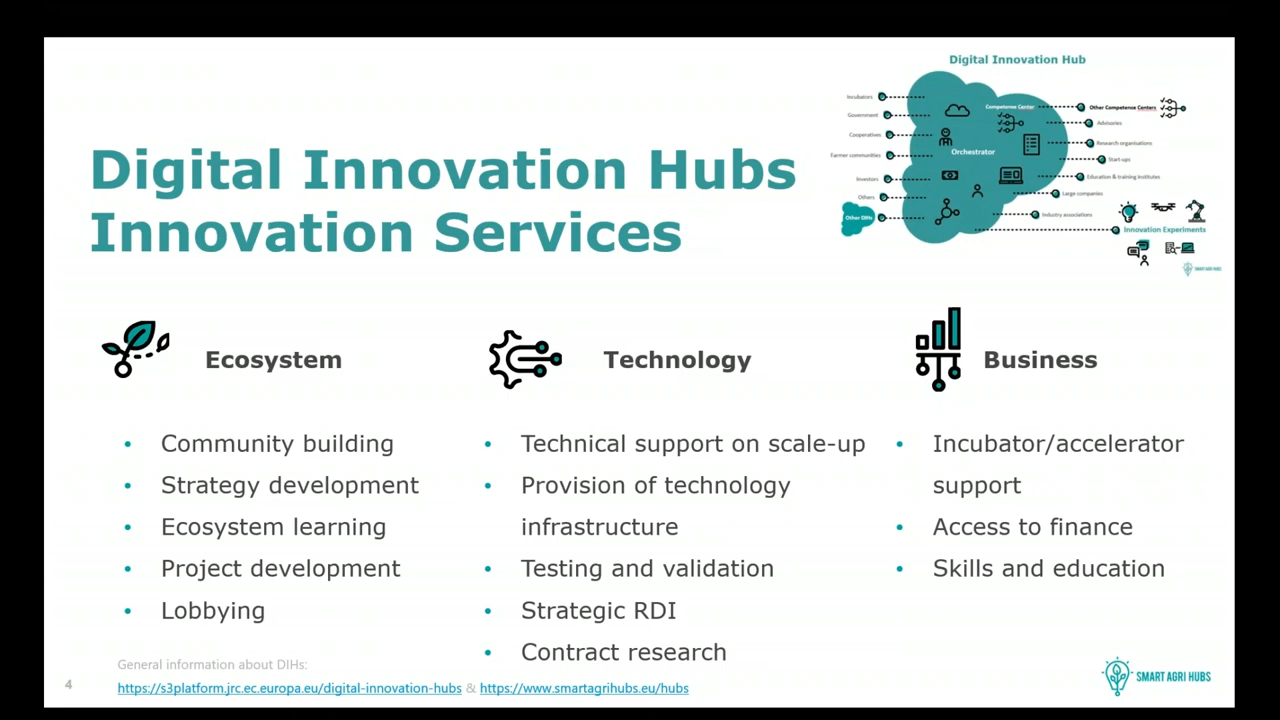 Digital Innovation Hubs
Innovation Services
Digital Innovation Hub
Incubators
Government
Cooperatives
Farmer communities
Investors
Others
Other DIHs
Competence Center
Orchestrator
Other Competence Centers
Advisories
Research organisations
Start-ups
Education & training institutes
Large companies
Industry associations
Innovation Experiments
SMART AGRI HUBS
Ecosystem
Community building
Strategy development
Ecosystem learning
Project development
Lobbying
Technology
Technical support on scale-up
Provision of technology
infrastructure
Testing and validation
Strategic RDI
Contract research
Business
Incubator/accelerator
support
Access to finance
Skills and education
General information about DIHs:
https://s3platform.jrc.ec.europa.eu/digital-innovation-hubs & https://www.smartagrihubs.eu/hubs
4
SMART AGRI HUBS